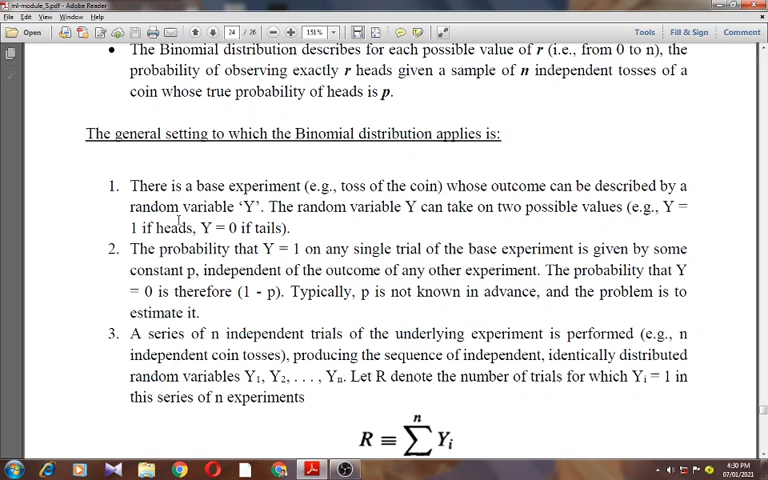 ml-module_5.pdf - Adobe Reader
File Edit View Window Help
Open 24 / 26 151% Tools Fill & Sign Comment
• The Binomial distribution describes for each possible value of r (i.e., from 0 to n), the
probability of observing exactly r heads given a sample of n independent tosses of a
coin whose true probability of heads is p.
The general setting to which the Binomial distribution applies is:
1. There is a base experiment (e.g., toss of the coin) whose outcome can be described by a
random variable ‘Y’. The random variable Y can take on two possible values (e.g., Y =
1 if heads, Y = 0 if tails).
2. The probability that Y = 1 on any single trial of the base experiment is given by some
constant p, independent of the outcome of any other experiment. The probability that Y
= 0 is therefore (1 - p). Typically, p is not known in advance, and the problem is to
estimate it.
3. A series of n independent trials of the underlying experiment is performed (e.g., n
independent coin tosses), producing the sequence of independent, identically distributed
random variables Y₁, Y₂, . . . , Yₙ. Let R denote the number of trials for which Yᵢ = 1 in
this series of n experiments
n
R ≡ ∑ Yᵢ
4:30 PM
07/01/2021